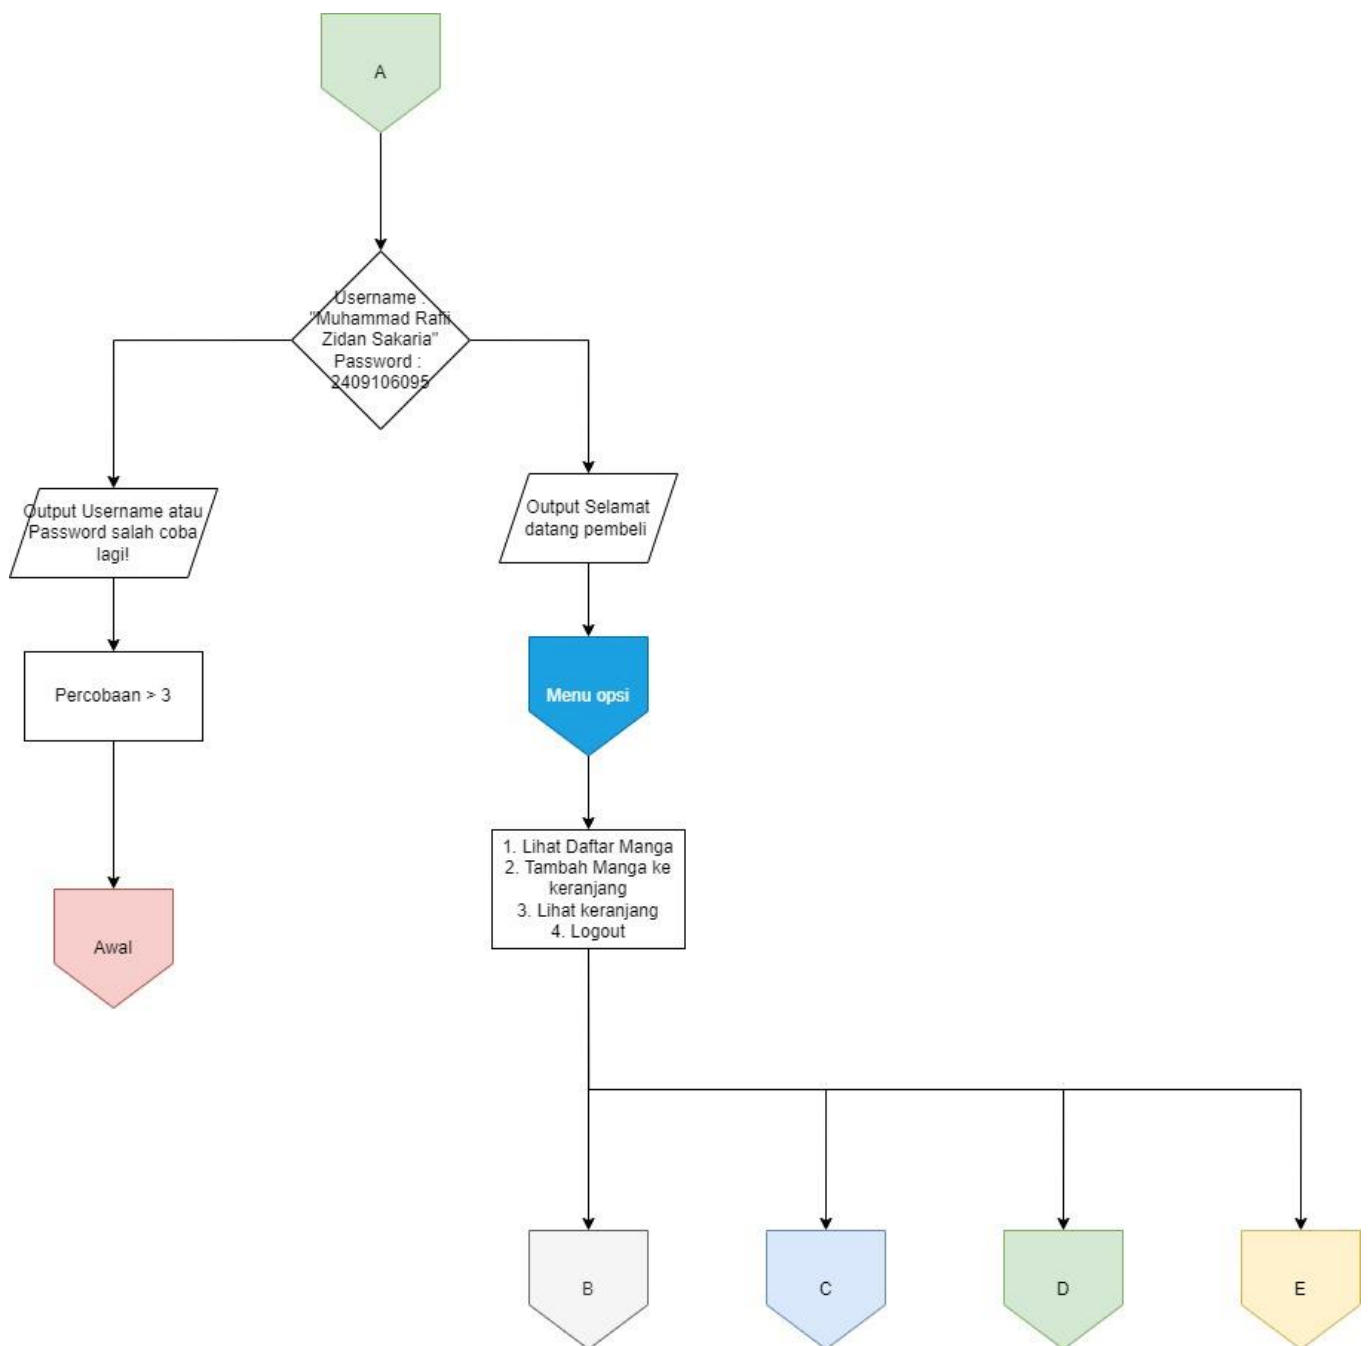 A
Username :
"Muhammad Rafii
Zidan Sakaria"
Password :
2409106095
Output Username atau
Password salah coba
lagi!
Output Selamat
datang pembeli
Percobaan > 3
Menu opsi
1. Lihat Daftar Manga
2. Tambah Manga ke
keranjang
3. Lihat keranjang
4. Logout
Awal
B
C
D
E